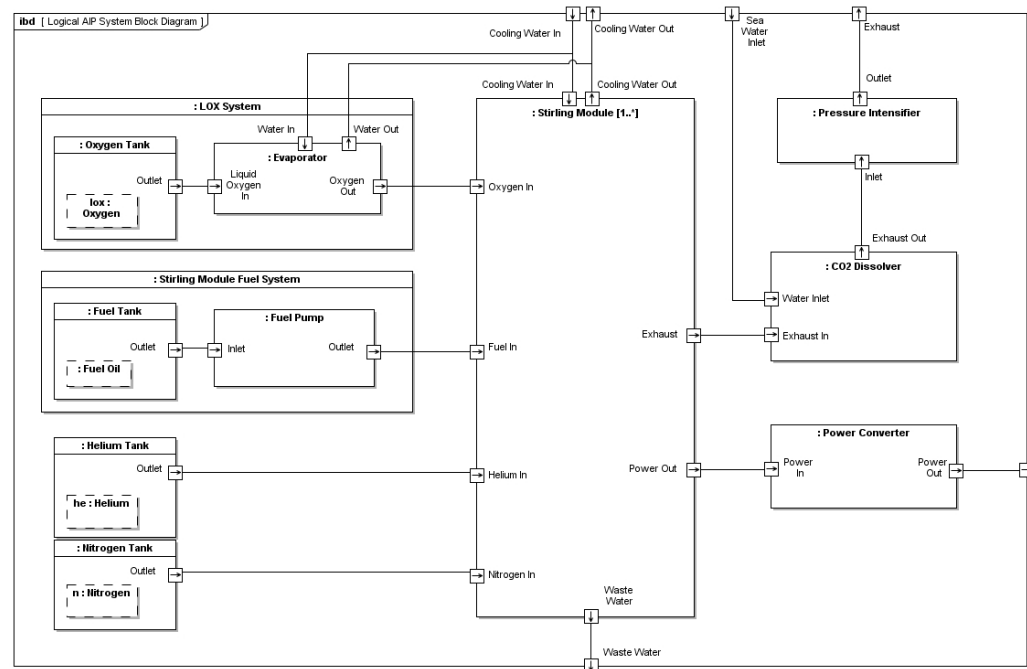 ibd [ Logical AIP System Block Diagram ]
Cooling Water In
Cooling Water Out
Sea
Water
Inlet
Exhaust
Cooling Water In
Cooling Water Out
Outlet
: LOX System
: Stirling Module [1..*]
: Pressure Intensifier
Water In
Water Out
: Oxygen Tank
: Evaporator
Outlet
Liquid
Oxygen
In
Oxygen
Out
Oxygen In
Inlet
lox :
Oxygen
Exhaust Out
: CO2 Dissolver
: Stirling Module Fuel System
Water Inlet
: Fuel Tank
: Fuel Pump
Exhaust
Exhaust In
Outlet
Inlet
Outlet
Fuel In
: Fuel Oil
: Power Converter
: Helium Tank
Outlet
Helium In
Power Out
Power
In
Power
Out
he : Helium
: Nitrogen Tank
Outlet
Nitrogen In
n : Nitrogen
Waste
Water
Waste Water